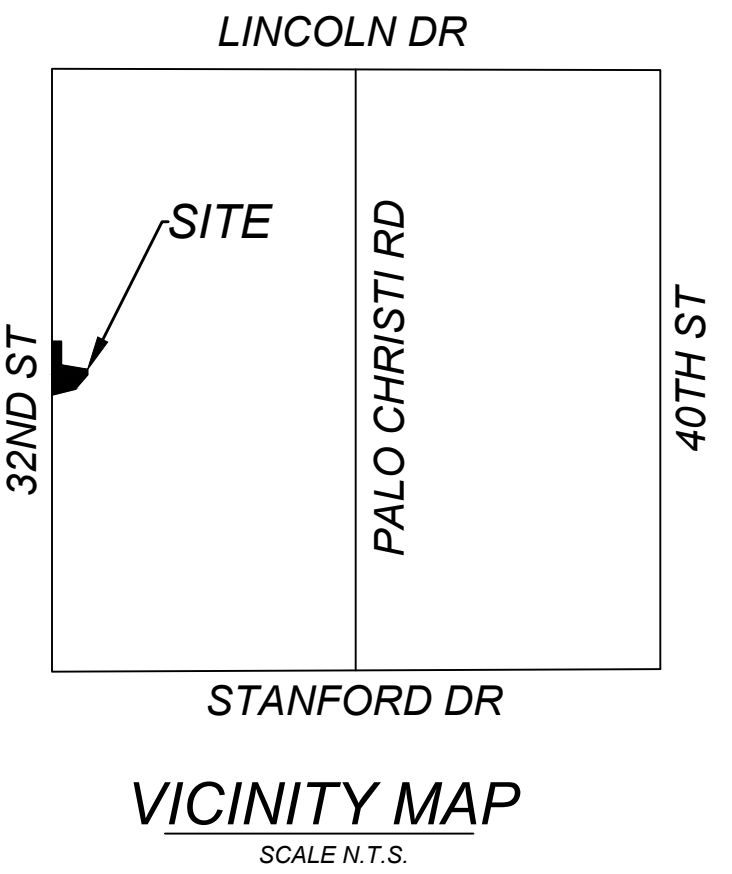 LINCOLN DR
SITE
32ND ST
PALO CHRISTI RD
40TH ST
STANFORD DR
VICINITY MAP
SCALE N.T.S.